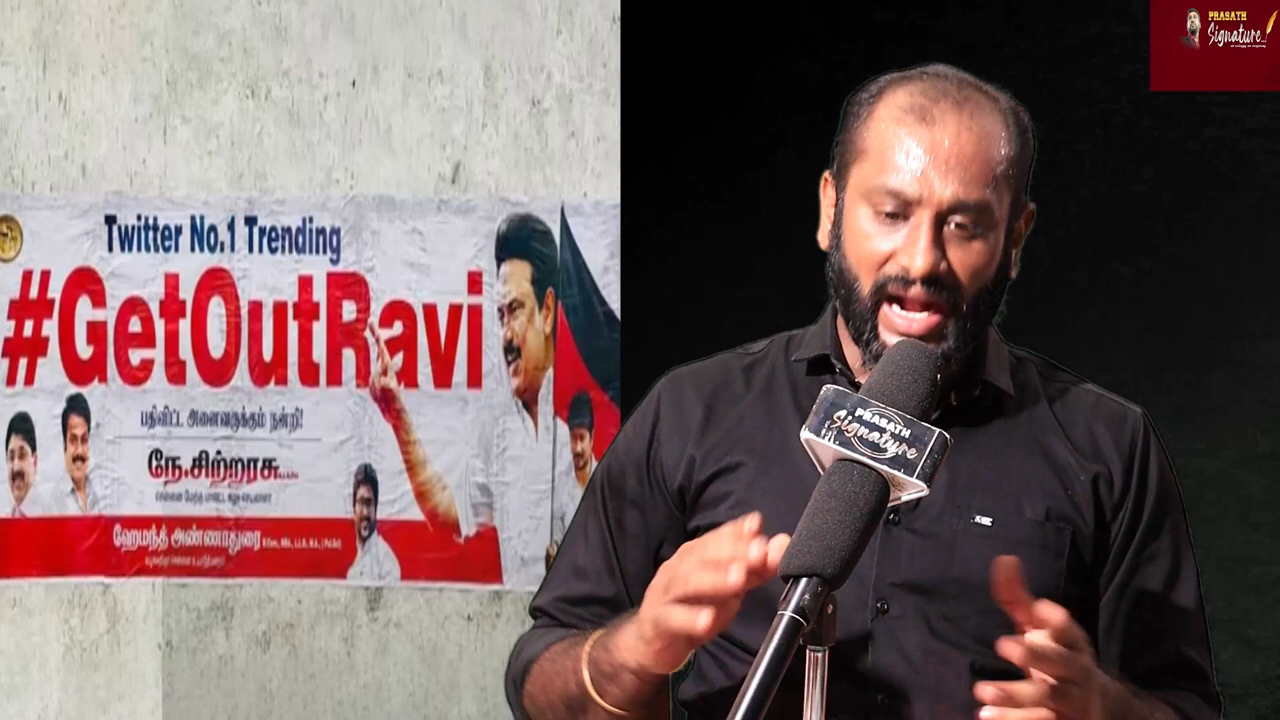 Twitter No.1 Trending
#GetOutRavi
பதிவிட்ட அனைவருக்கும் நன்றி!
நே.சிற்றரசு
ஹேமந்த் அண்ணாதுரை
PRASATH
Signature
PRASATH
Signature...